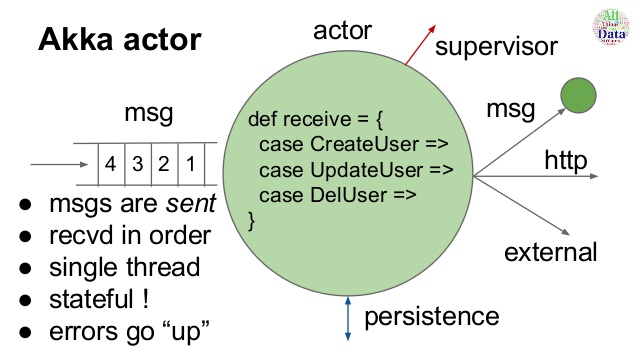 Akka actor
actor
supervisor
All
Data
msg
4 3 2 1
def receive = {
case CreateUser =>
case UpdateUser =>
case DelUser =>
}
msg
http
external
● msgs are sent
● recvd in order
● single thread
● stateful !
● errors go “up”
persistence